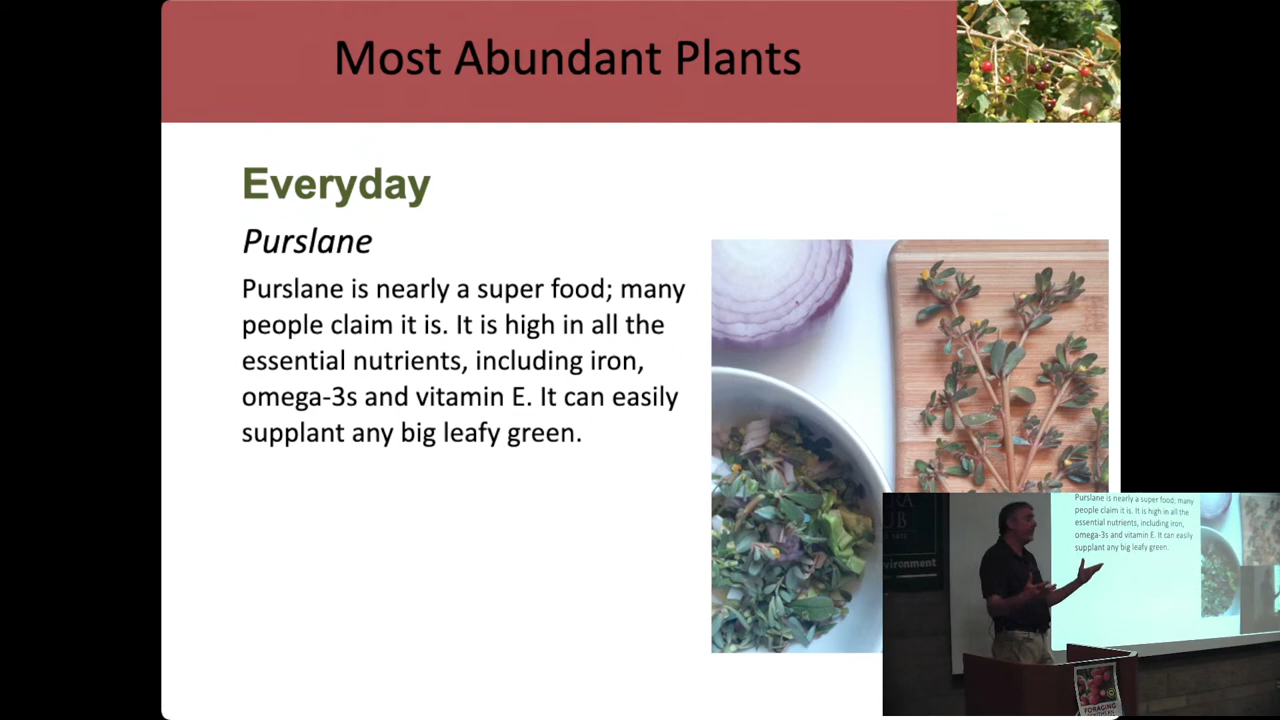 Most Abundant Plants
Everyday
Purslane
Purslane is nearly a super food; many
people claim it is. It is high in all the
essential nutrients, including iron,
omega-3s and vitamin E. It can easily
supplant any big leafy green.
Purslane is nearly a super food; many
people claim it is. It is high in all the
essential nutrients, including iron,
omega-3s and vitamin E. It can easily
supplant any big leafy green.
FORAGING